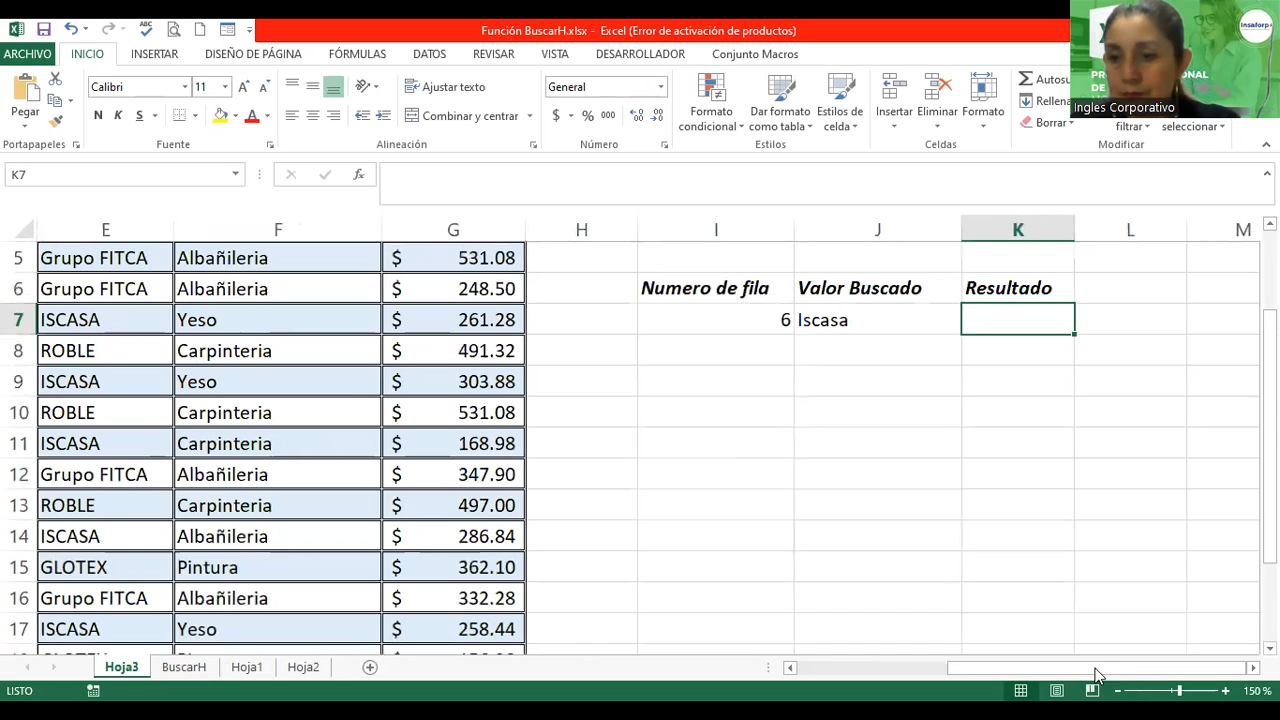 Función BuscarH.xlsx - Excel (Error de activación de productos)
ARCHIVO INICIO INSERTAR DISEÑO DE PÁGINA FÓRMULAS DATOS REVISAR VISTA DESARROLLADOR Conjunto Macros
Pegar
Calibri 11
N K S
Ajustar texto
Combinar y centrar
General
$ % 000
Formato condicional
Dar formato como tabla
Estilos de celda
Insertar Eliminar Formato
Autosu
Rellena
Borrar
filtrar seleccionar
Insaforp
Ingles Corporativo
Portapapeles Fuente Alineación Número Estilos Celdas Modificar
K7 fx
E F G H I J K L M
5 Grupo FITCA Albañileria $ 531.08
6 Grupo FITCA Albañileria $ 248.50 Numero de fila Valor Buscado Resultado
7 ISCASA Yeso $ 261.28 6 Iscasa
8 ROBLE Carpinteria $ 491.32
9 ISCASA Yeso $ 303.88
10 ROBLE Carpinteria $ 531.08
11 ISCASA Carpinteria $ 168.98
12 Grupo FITCA Albañileria $ 347.90
13 ROBLE Carpinteria $ 497.00
14 ISCASA Albañileria $ 286.84
15 GLOTEX Pintura $ 362.10
16 Grupo FITCA Albañileria $ 332.28
17 ISCASA Yeso $ 258.44
Hoja3 BuscarH Hoja1 Hoja2
LISTO 150 %